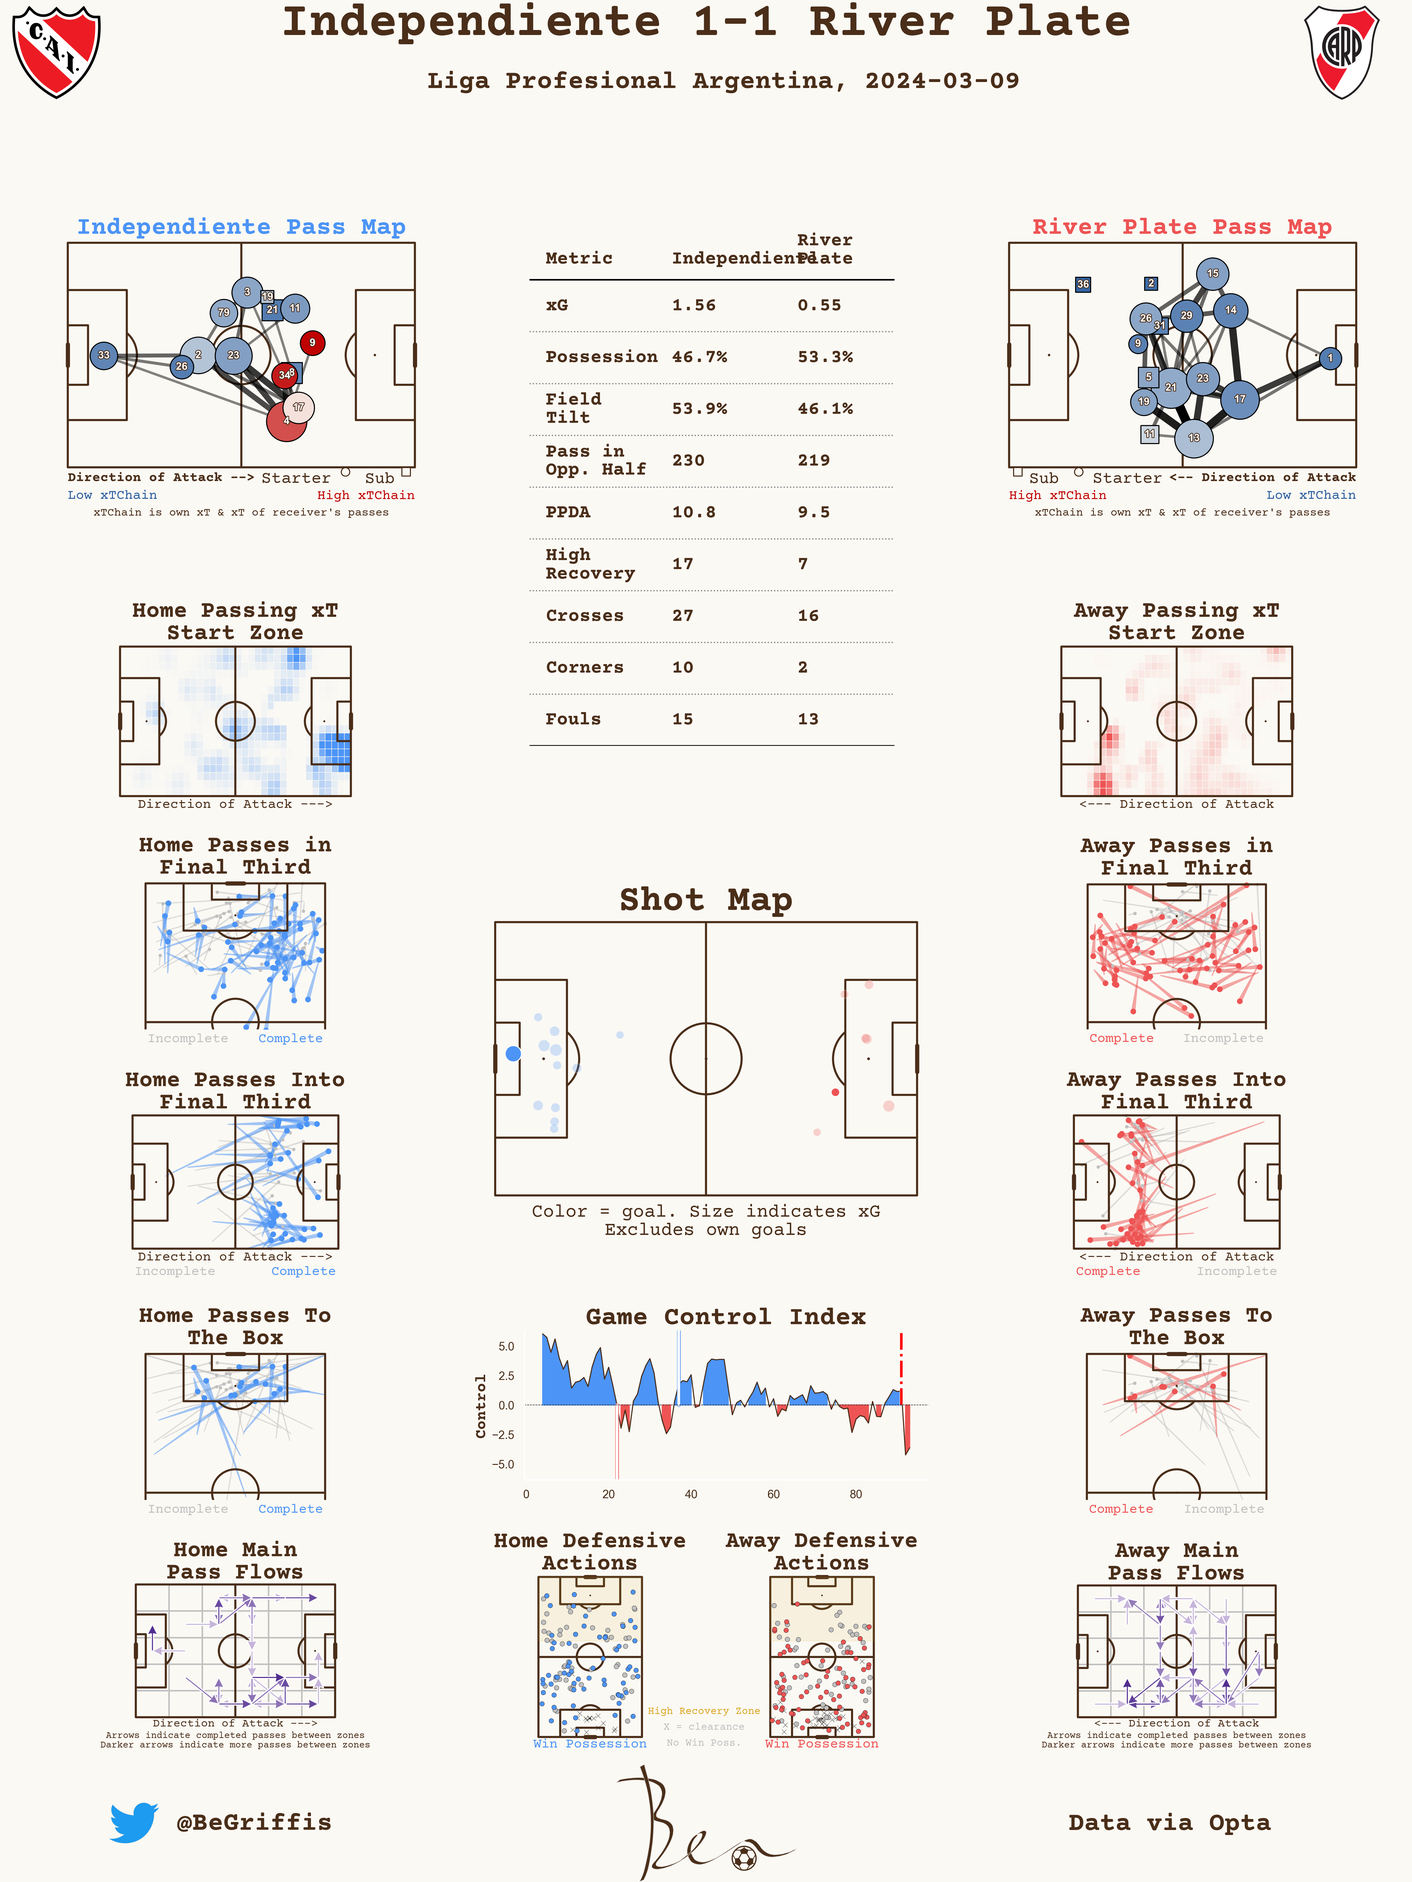 Independiente 1-1 River Plate
Liga Profesional Argentina, 2024-03-09
C.A.I.
CARP
Independiente Pass Map
3
19
79
21
11
33
2
23
26
9
34
8
17
4
Direction of Attack --> Starter Sub
Low xTChain High xTChain
xTChain is own xT & xT of receiver's passes
Metric Independiente River Plate
xG 1.56 0.55
Possession 46.7% 53.3%
Field Tilt 53.9% 46.1%
Pass in Opp. Half 230 219
PPDA 10.8 9.5
High Recovery 17 7
Crosses 27 16
Corners 10 2
Fouls 15 13
River Plate Pass Map
36
2
15
26
31
29
14
9
1
5
21
23
19
17
11
13
Sub Starter <-- Direction of Attack
High xTChain Low xTChain
xTChain is own xT & xT of receiver's passes
Home Passing xT
Start Zone
Direction of Attack --->
Away Passing xT
Start Zone
<--- Direction of Attack
Home Passes in
Final Third
Incomplete Complete
Away Passes in
Final Third
Complete Incomplete
Shot Map
Color = goal. Size indicates xG
Excludes own goals
Home Passes Into
Final Third
Direction of Attack --->
Incomplete Complete
Away Passes Into
Final Third
<--- Direction of Attack
Complete Incomplete
Home Passes To
The Box
Incomplete Complete
Game Control Index
Control
5.0
2.5
0.0
−2.5
−5.0
0 20 40 60 80
Away Passes To
The Box
Complete Incomplete
Home Main
Pass Flows
Direction of Attack --->
Arrows indicate completed passes between zones
Darker arrows indicate more passes between zones
Home Defensive
Actions
Win Possession
High Recovery Zone
X = clearance
No Win Poss.
Away Defensive
Actions
Win Possession
Away Main
Pass Flows
<--- Direction of Attack
Arrows indicate completed passes between zones
Darker arrows indicate more passes between zones
@BeGriffis
Ben
Data via Opta